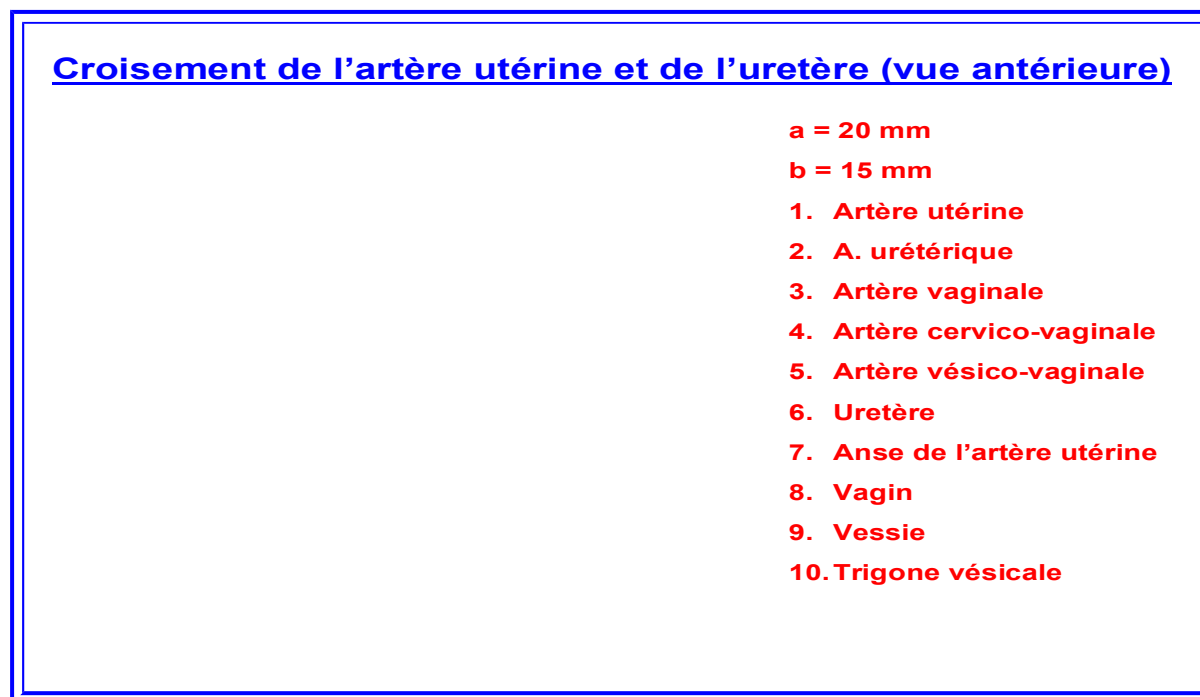 Croisement de l’artère utérine et de l’uretère (vue antérieure)
a = 20 mm
b = 15 mm
1. Artère utérine
2. A. urétérique
3. Artère vaginale
4. Artère cervico-vaginale
5. Artère vésico-vaginale
6. Uretère
7. Anse de l’artère utérine
8. Vagin
9. Vessie
10. Trigone vésicale